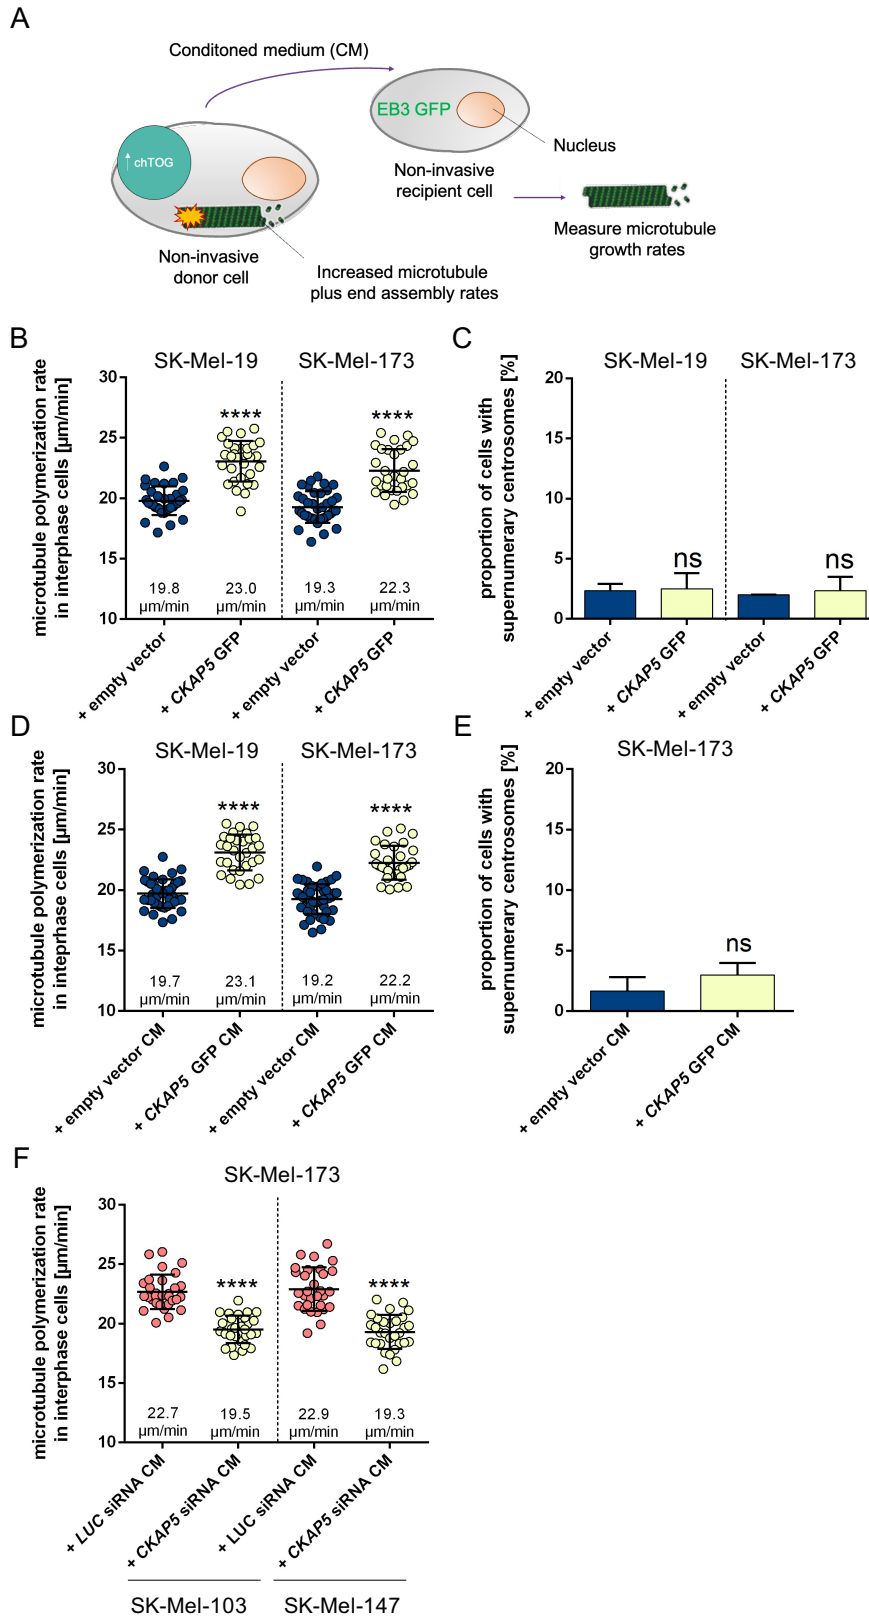 A
Conditoned medium (CM)
EB3 GFP
↑ chTOG
Nucleus
Non-invasive
recipient cell
Measure microtubule
growth rates
Non-invasive
donor cell
Increased microtubule
plus end assembly rates
B
SK-Mel-19
SK-Mel-173
microtubule polymerization rate
in interphase cells [µm/min]
30
25
20
15
10
****
****
19.8
µm/min
23.0
µm/min
19.3
µm/min
22.3
µm/min
+ empty vector
+ CKAP5 GFP
+ empty vector
+ CKAP5 GFP
C
SK-Mel-19
SK-Mel-173
proportion of cells with
supernumerary centrosomes [%]
20
15
10
5
0
ns
ns
+ empty vector
+ CKAP5 GFP
+ empty vector
+ CKAP5 GFP
D
SK-Mel-19
SK-Mel-173
microtubule polymerization rate
in inteprhase cells [µm/min]
30
25
20
15
10
****
****
19.7
µm/min
23.1
µm/min
19.2
µm/min
22.2
µm/min
+ empty vector CM
+ CKAP5 GFP CM
+ empty vector CM
+ CKAP5 GFP CM
E
SK-Mel-173
proportion of cells with
supernumerary centrosomes [%]
20
15
10
5
0
ns
+ empty vector CM
+ CKAP5 GFP CM
F
SK-Mel-173
microtubule polymerization rate
in interphase cells [µm/min]
30
25
20
15
10
****
****
22.7
µm/min
19.5
µm/min
22.9
µm/min
19.3
µm/min
+ LUC siRNA CM
+ CKAP5 siRNA CM
+ LUC siRNA CM
+ CKAP5 siRNA CM
SK-Mel-103
SK-Mel-147